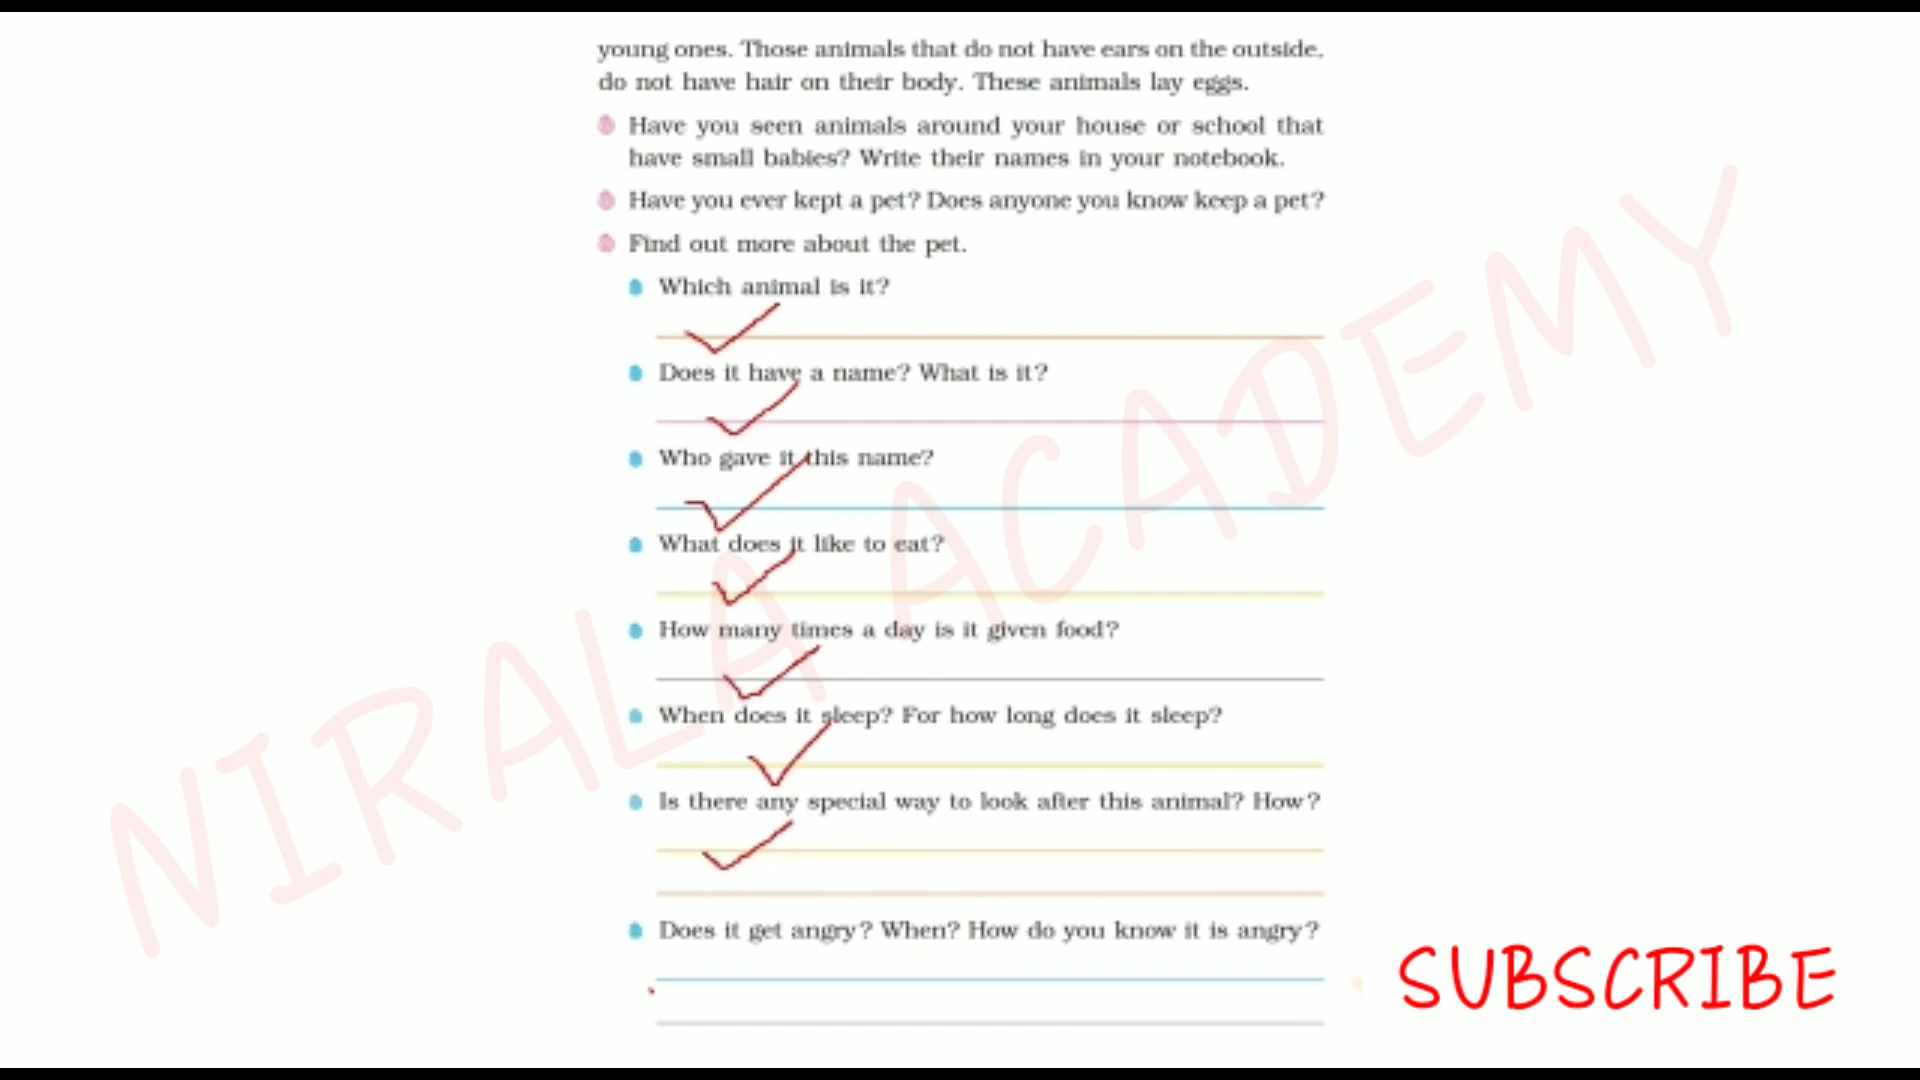 young ones. Those animals that do not have ears on the outside,
do not have hair on their body. These animals lay eggs.
Have you seen animals around your house or school that
have small babies? Write their names in your notebook.
Have you ever kept a pet? Does anyone you know keep a pet?
Find out more about the pet.
Which animal is it?
Does it have a name? What is it?
Who gave it this name?
What does it like to eat?
How many times a day is it given food?
When does it sleep? For how long does it sleep?
Is there any special way to look after this animal? How?
Does it get angry? When? How do you know it is angry?
NIRALA ACADEMY
SUBSCRIBE